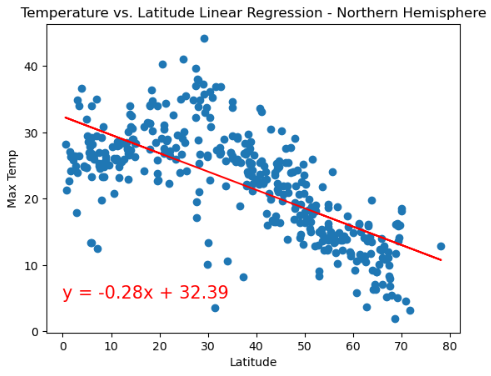 Temperature vs. Latitude Linear Regression - Northern Hemisphere
40
30
20
10
0
Max Temp
y = -0.28x + 32.39
0 10 20 30 40 50 60 70 80
Latitude